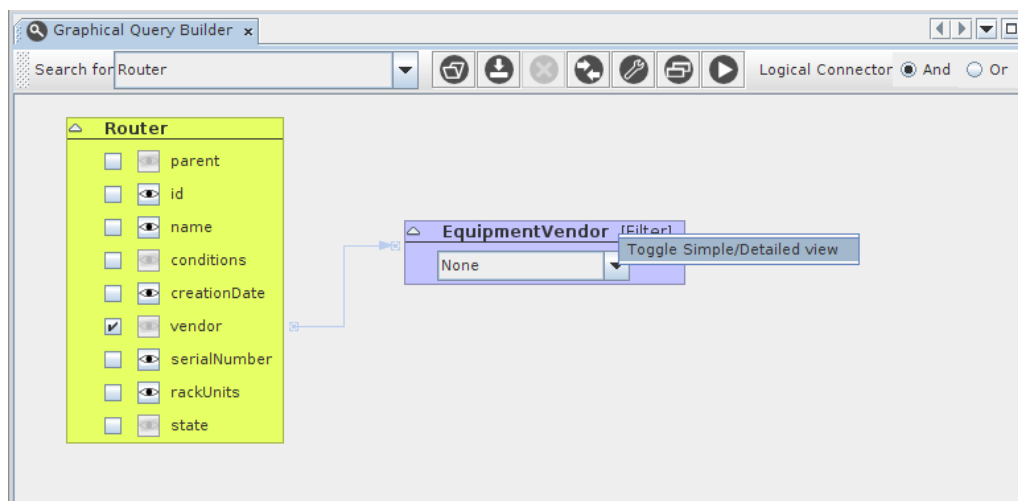 Graphical Query Builder x
Search for Router
Logical Connector And Or
Router
parent
id
name
conditions
creationDate
vendor
serialNumber
rackUnits
state
EquipmentVendor [Filter]
None
Toggle Simple/Detailed view